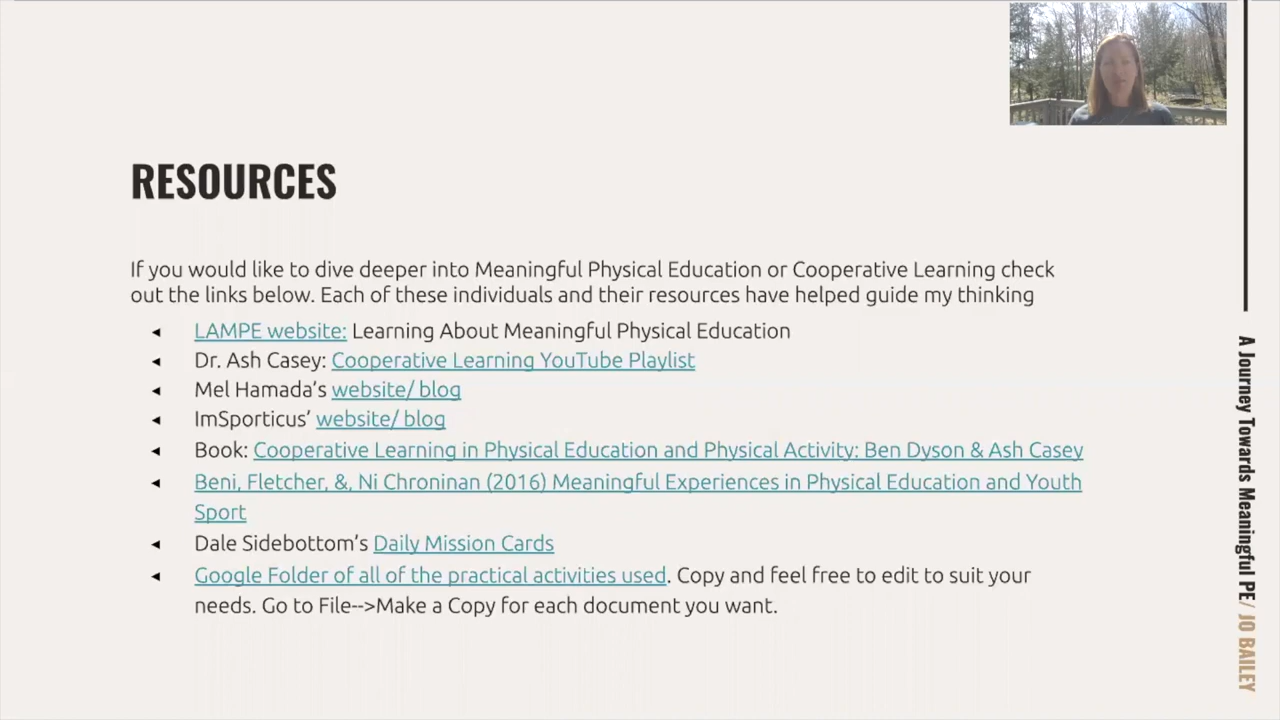 RESOURCES
If you would like to dive deeper into Meaningful Physical Education or Cooperative Learning check
out the links below. Each of these individuals and their resources have helped guide my thinking
LAMPE website: Learning About Meaningful Physical Education
Dr. Ash Casey: Cooperative Learning YouTube Playlist
Mel Hamada’s website/ blog
ImSporticus’ website/ blog
Book: Cooperative Learning in Physical Education and Physical Activity: Ben Dyson & Ash Casey
Beni, Fletcher, &, Ni Chroninan (2016) Meaningful Experiences in Physical Education and Youth
Sport
Dale Sidebottom’s Daily Mission Cards
Google Folder of all of the practical activities used. Copy and feel free to edit to suit your
needs. Go to File-->Make a Copy for each document you want.
A Journey Towards Meaningful PE/ JO BAILEY